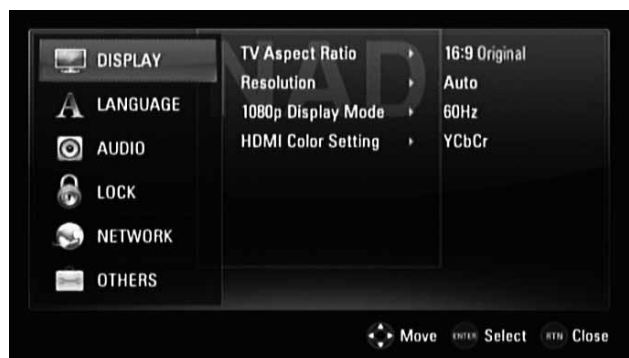 NAD
DISPLAY
LANGUAGE
AUDIO
LOCK
NETWORK
OTHERS
TV Aspect Ratio 16:9 Original
Resolution Auto
1080p Display Mode 60Hz
HDMI Color Setting YCbCr
Move ENTER Select RTN Close